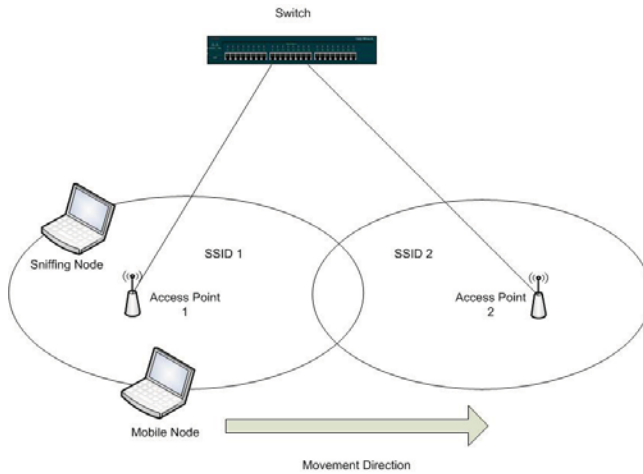 Switch
SSID 1
SSID 2
Sniffing Node
Access Point
1
Access Point
2
Mobile Node
Movement Direction